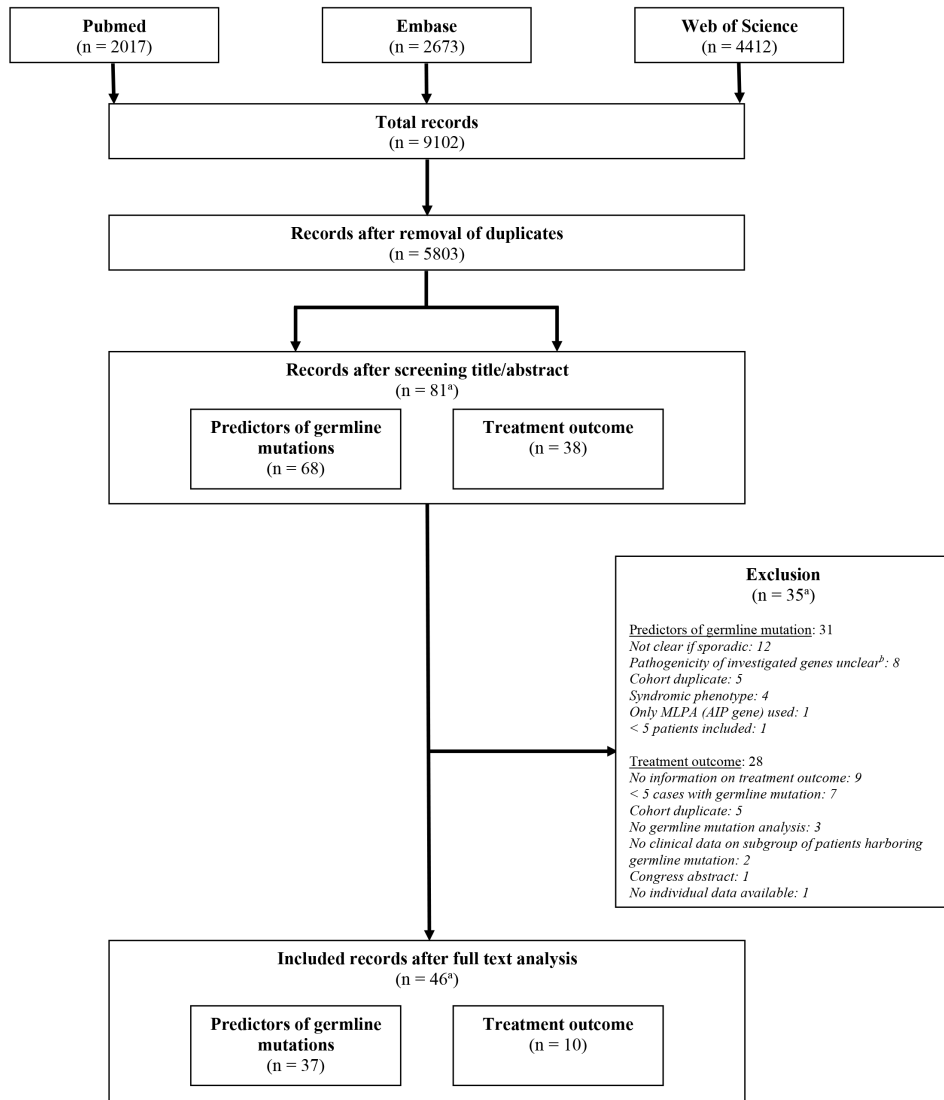 Pubmed
(n = 2017)
Embase
(n = 2673)
Web of Science
(n = 4412)
Total records
(n = 9102)
Records after removal of duplicates
(n = 5803)
Records after screening title/abstract
(n = 81ª)
Predictors of germline
mutations
(n = 68)
Treatment outcome
(n = 38)
Exclusion
(n = 35ª)
Predictors of germline mutation: 31
Not clear if sporadic: 12
Pathogenicity of investigated genes unclearᵇ: 8
Cohort duplicate: 5
Syndromic phenotype: 4
Only MLPA (AIP gene) used: 1
< 5 patients included: 1
Treatment outcome: 28
No information on treatment outcome: 9
< 5 cases with germline mutation: 7
Cohort duplicate: 5
No germline mutation analysis: 3
No clinical data on subgroup of patients harboring
germline mutation: 2
Congress abstract: 1
No individual data available: 1
Included records after full text analysis
(n = 46ª)
Predictors of germline
mutations
(n = 37)
Treatment outcome
(n = 10)